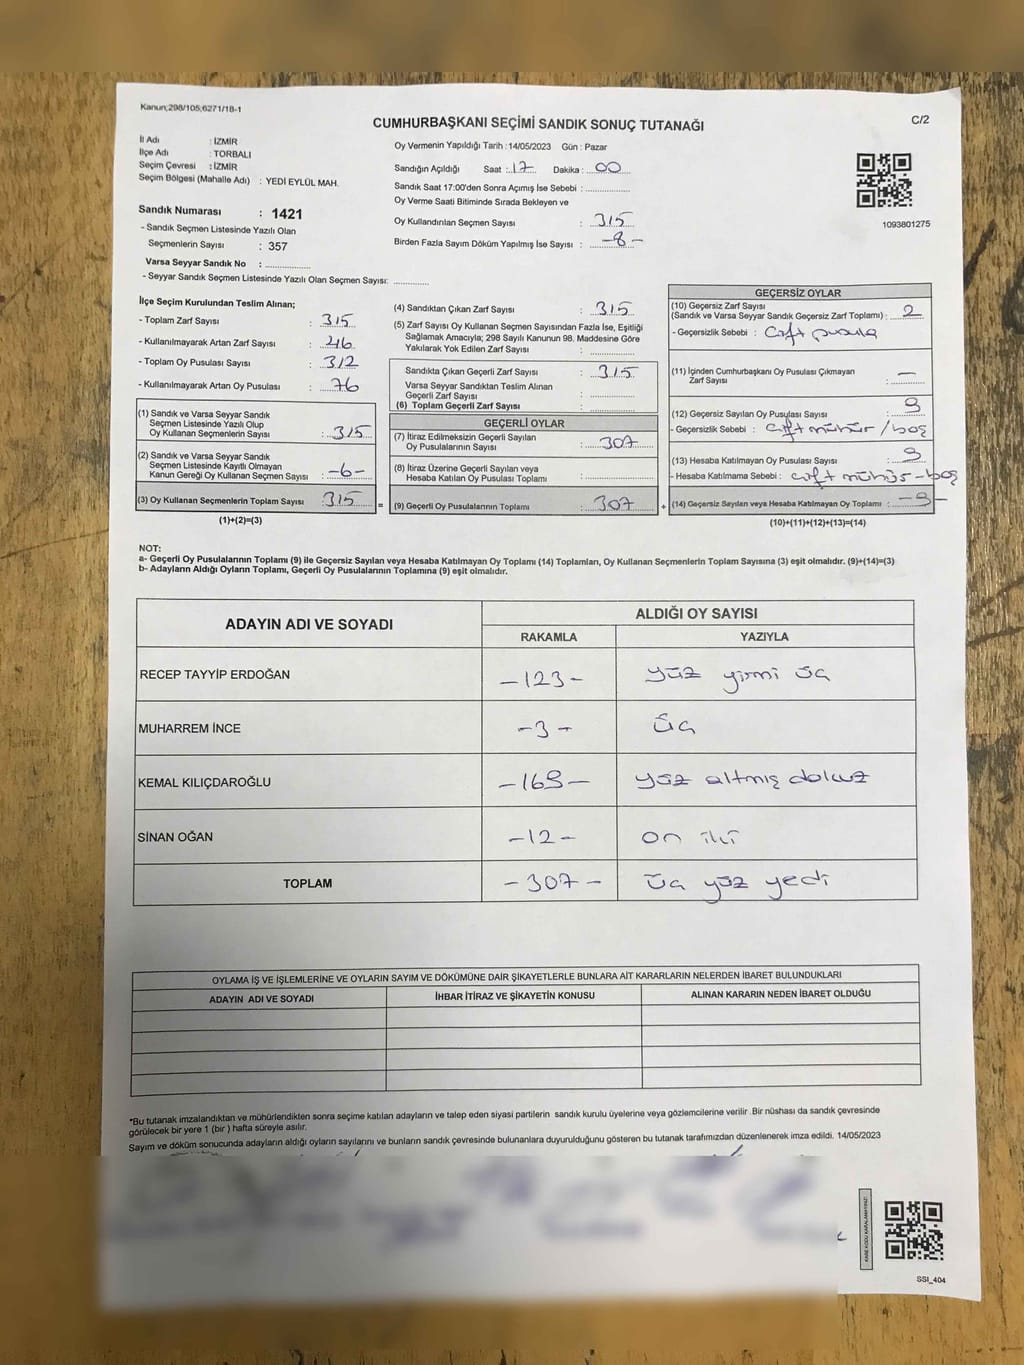 Kanun;298/105;6271/18-1
C/2
CUMHURBAŞKANI SEÇİMİ SANDIK SONUÇ TUTANAĞI
İl Adı : İZMİR
İlçe Adı : TORBALI
Seçim Çevresi : İZMİR
Seçim Bölgesi (Mahalle Adı) : YEDİ EYLÜL MAH.
Sandık Numarası : 1421
- Sandık Seçmen Listesinde Yazılı Olan
Seçmenlerin Sayısı : 357
Varsa Seyyar Sandık No :
- Seyyar Sandık Seçmen Listesinde Yazılı Olan Seçmen Sayısı:
Oy Vermenin Yapıldığı Tarih :14/05/2023 Gün : Pazar
Sandığın Açıldığı Saat : 17 Dakika : 00
Sandık Saat 17:00'den Sonra Açımış İse Sebebi :
Oy Verme Saati Bitiminde Sırada Bekleyen ve
Oy Kullandırılan Seçmen Sayısı : 315
Birden Fazla Sayım Döküm Yapılmış İse Sayısı : -8-
1093801275
İlçe Seçim Kurulundan Teslim Alınan;
- Toplam Zarf Sayısı : 315
- Kullanılmayarak Artan Zarf Sayısı : 46
- Toplam Oy Pusulası Sayısı : 312
- Kullanılmayarak Artan Oy Pusulası : 76
(1) Sandık ve Varsa Seyyar Sandık
Seçmen Listesinde Yazılı Olup
Oy Kullanan Seçmenlerin Sayısı : 315
(2) Sandık ve Varsa Seyyar Sandık
Seçmen Listesinde Kayıtlı Olmayan
Kanun Gereği Oy Kullanan Seçmen Sayısı : -6-
(3) Oy Kullanan Seçmenlerin Toplam Sayısı : 315
(1)+(2)=(3)
(4) Sandıktan Çıkan Zarf Sayısı : 315
(5) Zarf Sayısı Oy Kullanan Seçmen Sayısından Fazla İse, Eşitliği
Sağlamak Amacıyla; 298 Sayılı Kanunun 98. Maddesine Göre
Yakılarak Yok Edilen Zarf Sayısı :
Sandıkta Çıkan Geçerli Zarf Sayısı : 315
Varsa Seyyar Sandıktan Teslim Alınan
Geçerli Zarf Sayısı :
(6) Toplam Geçerli Zarf Sayısı :
GEÇERLİ OYLAR
(7) İtiraz Edilmeksizin Geçerli Sayılan
Oy Pusulalarının Sayısı : 307
(8) İtiraz Üzerine Geçerli Sayılan veya
Hesaba Katılan Oy Pusulası Toplamı :
= (9) Geçerli Oy Pusulalarının Toplamı : 307
GEÇERSİZ OYLAR
(10) Geçersiz Zarf Sayısı
(Sandık ve Varsa Seyyar Sandık Geçersiz Zarf Toplamı) : 2
- Geçersizlik Sebebi : Çift pusula
(11) İçinden Cumhurbaşkanı Oy Pusulası Çıkmayan
Zarf Sayısı : -
(12) Geçersiz Sayılan Oy Pusulası Sayısı : 9
- Geçersizlik Sebebi : çift mühür / boş
(13) Hesaba Katılmayan Oy Pusulası Sayısı : 9
- Hesaba Katılmama Sebebi : çift mühür - boş
+ (14) Geçersiz Sayılan veya Hesaba Katılmayan Oy Toplamı : -9-
(10)+(11)+(12)+(13)=(14)
NOT:
a- Geçerli Oy Pusulalarının Toplamı (9) ile Geçersiz Sayılan veya Hesaba Katılmayan Oy Toplamı (14) Toplamları, Oy Kullanan Seçmenlerin Toplam Sayısına (3) eşit olmalıdır. (9)+(14)=(3)
b- Adayların Aldığı Oyların Toplamı, Geçerli Oy Pusulalarının Toplamına (9) eşit olmalıdır.
ADAYIN ADI VE SOYADI
ALDIĞI OY SAYISI
RAKAMLA YAZIYLA
RECEP TAYYİP ERDOĞAN -123- yüz yirmi üç
MUHARREM İNCE -3- üç
KEMAL KILIÇDAROĞLU -169- yüz altmış dokuz
SİNAN OĞAN -12- on iki
TOPLAM -307- üç yüz yedi
OYLAMA İŞ VE İŞLEMLERİNE VE OYLARIN SAYIM VE DÖKÜMÜNE DAİR ŞİKAYETLERLE BUNLARA AİT KARARLARIN NELERDEN İBARET BULUNDUKLARI
ADAYIN ADI VE SOYADI İHBAR İTİRAZ VE ŞİKAYETİN KONUSU ALINAN KARARIN NEDEN İBARET OLDUĞU
*Bu tutanak imzalandıktan ve mühürlendikten sonra seçime katılan adayların ve talep eden siyasi partilerin sandık kurulu üyelerine veya gözlemcilerine verilir .Bir nüshası da sandık çevresinde
görülecek bir yere 1 (bir ) hafta süreyle asılır.
Sayım ve döküm sonucunda adayların aldığı oyların sayılarını ve bunların sandık çevresinde bulunanlara duyurulduğunu gösteren bu tutanak tarafımızdan düzenlenerek imza edildi. 14/05/2023
SSI_404